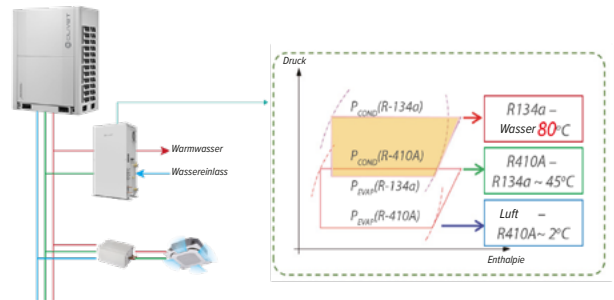 Warmwasser
Wassereinlass
Druck
P_COND(R-134a)
P_COND(R-410A)
P_EVAP(R-134a)
P_EVAP(R-410A)
R134a –
Wasser 80°C
R410A –
R134a ~ 45°C
Luft –
R410A ~ 2°C
Enthalpie